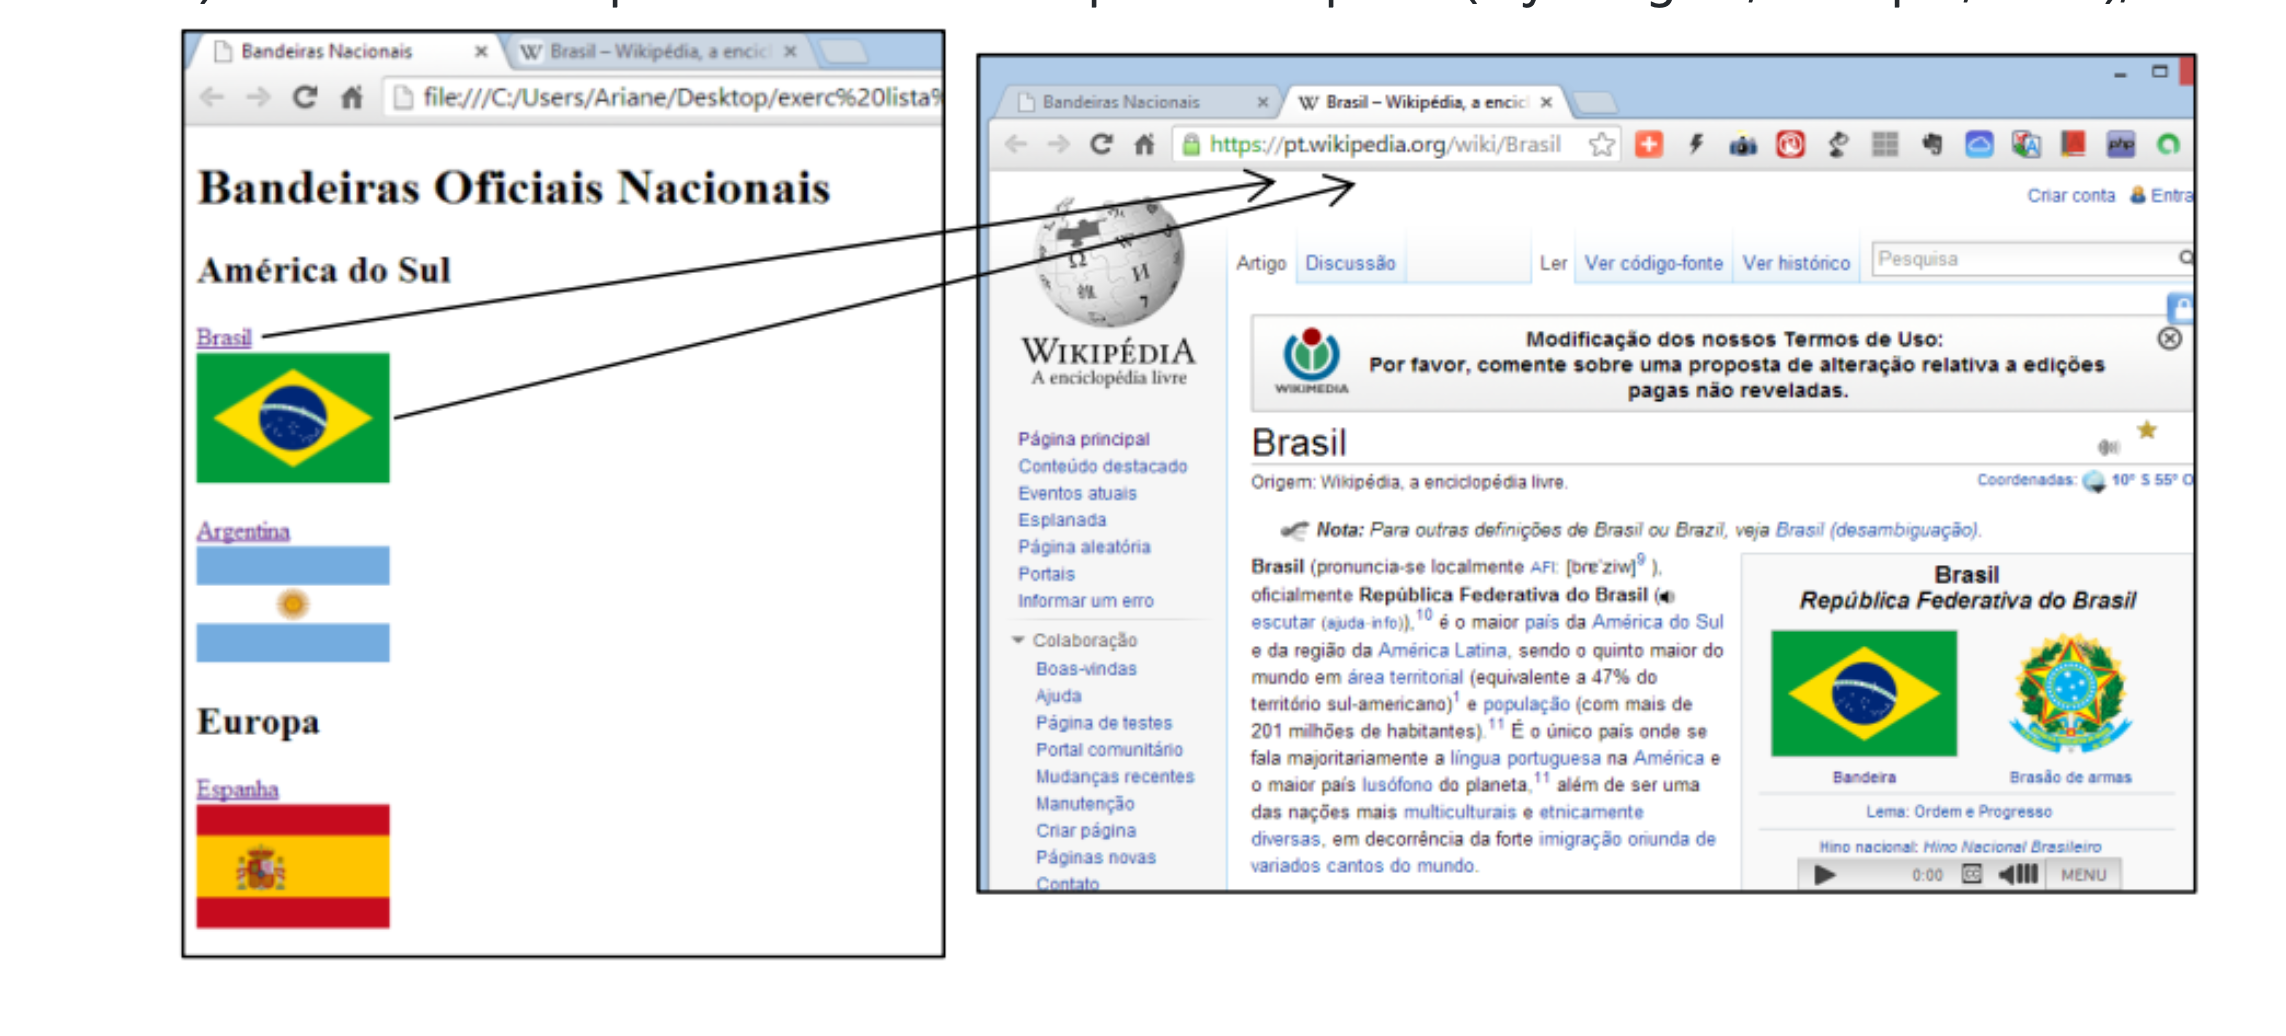 Bandeiras Nacionais
Brasil – Wikipédia, a encicl
file:///C:/Users/Ariane/Desktop/exerc%20lista%
Bandeiras Oficiais Nacionais
América do Sul
Brasil
Argentina
Europa
Espanha
Bandeiras Nacionais
W Brasil – Wikipédia, a encicl
https://pt.wikipedia.org/wiki/Brasil
php
Criar conta Entra
Artigo Discussão Ler Ver código-fonte Ver histórico Pesquisa
WIKIPÉDIA
A enciclopédia livre
Página principal
Conteúdo destacado
Eventos atuais
Esplanada
Página aleatória
Portais
Informar um erro
Colaboração
Boas-vindas
Ajuda
Página de testes
Portal comunitário
Mudanças recentes
Manutenção
Criar página
Páginas novas
Contato
WIKIMEDIA
Modificação dos nossos Termos de Uso:
Por favor, comente sobre uma proposta de alteração relativa a edições
pagas não reveladas.
Brasil
Origem: Wikipédia, a enciclopédia livre.
Coordenadas: 10° S 55° O
Nota: Para outras definições de Brasil ou Brazil, veja Brasil (desambiguação).
Brasil (pronuncia-se localmente AFI: [bɾɐˈziw]9 ),
oficialmente República Federativa do Brasil (
escutar (ajuda·info)),10 é o maior país da América do Sul
e da região da América Latina, sendo o quinto maior do
mundo em área territorial (equivalente a 47% do
território sul-americano)1 e população (com mais de
201 milhões de habitantes).11 É o único país onde se
fala majoritariamente a língua portuguesa na América e
o maior país lusófono do planeta,11 além de ser uma
das nações mais multiculturais e etnicamente
diversas, em decorrência da forte imigração oriunda de
variados cantos do mundo.
Brasil
República Federativa do Brasil
Bandeira Brasão de armas
Lema: Ordem e Progresso
Hino nacional: Hino Nacional Brasileiro
0:00 CC MENU